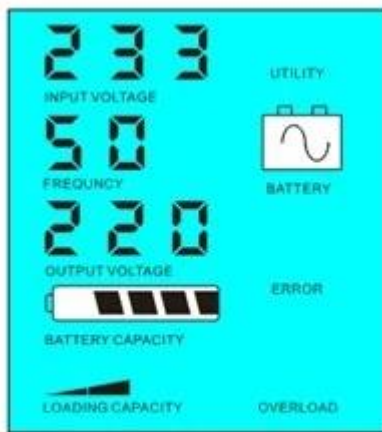 233
UTILITY
INPUT VOLTAGE
50
FREQUNCY
BATTERY
220
OUTPUT VOLTAGE
ERROR
BATTERY CAPACITY
LOADING CAPACITY
OVERLOAD